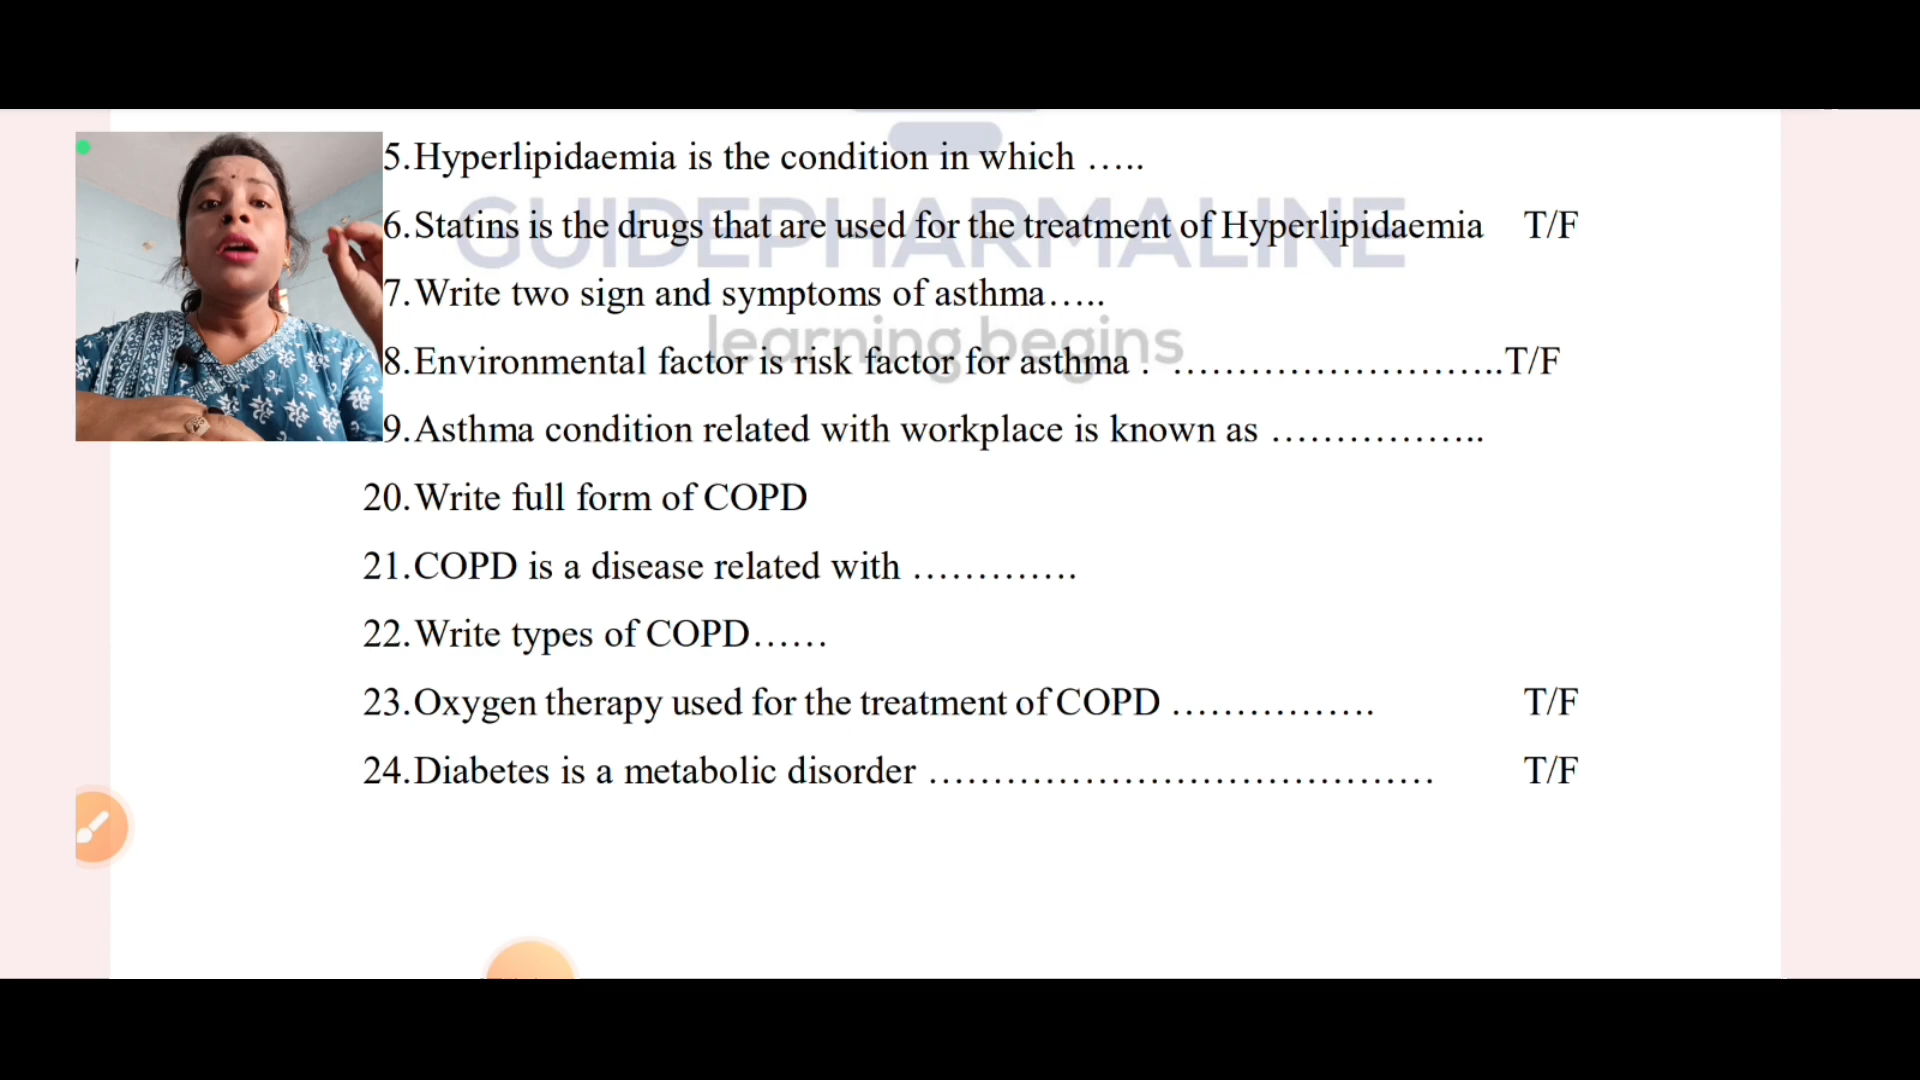 5.Hyperlipidaemia is the condition in which …..
GUIDEPHARMALINE
6.Statins is the drugs that are used for the treatment of Hyperlipidaemia T/F
7.Write two sign and symptoms of asthma…..
learning begins
8.Environmental factor is risk factor for asthma . ……………………..T/F
9.Asthma condition related with workplace is known as ……………..
20.Write full form of COPD
21.COPD is a disease related with ………….
22.Write types of COPD……
23.Oxygen therapy used for the treatment of COPD ……………. T/F
24.Diabetes is a metabolic disorder ………………………………… T/F